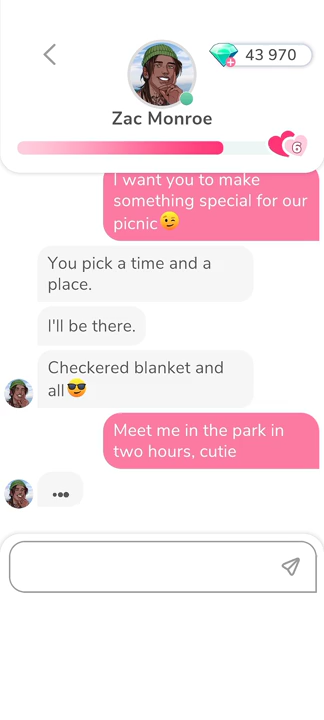 43 970
Zac Monroe
6
I want you to make
something special for our
picnic😉
You pick a time and a
place.
I'll be there.
Checkered blanket and
all😎
Meet me in the park in
two hours, cutie
•••